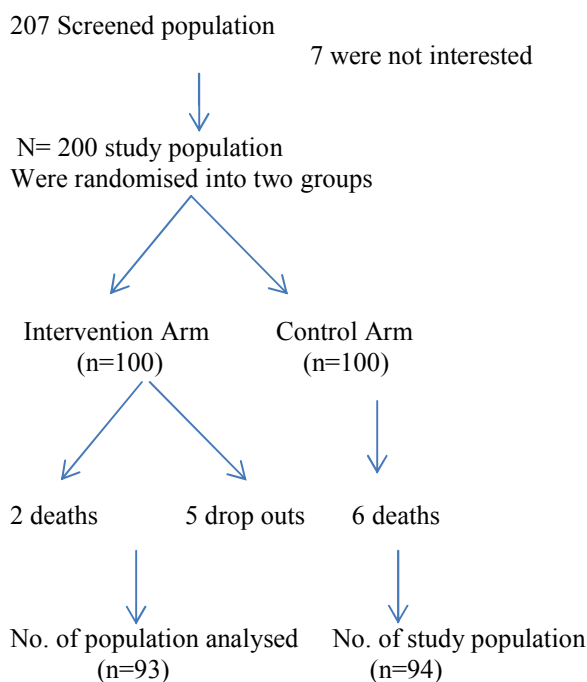 207 Screened population
7 were not interested
N= 200 study population
Were randomised into two groups
Intervention Arm
(n=100)
Control Arm
(n=100)
2 deaths
5 drop outs
6 deaths
No. of population analysed
(n=93)
No. of study population
(n=94)